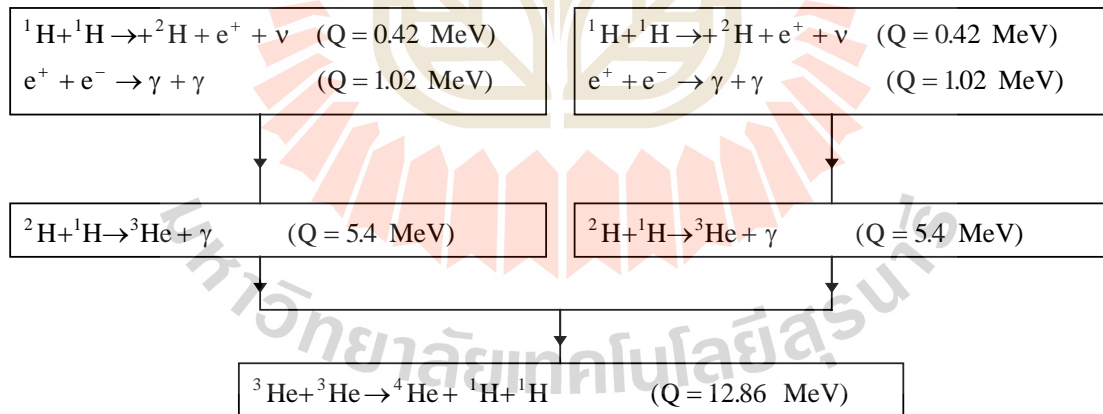 ¹H+¹H→+²H + e⁺ + ν (Q = 0.42 MeV)
e⁺ + e⁻ → γ + γ (Q = 1.02 MeV)
¹H+¹H→+²H + e⁺ + ν (Q = 0.42 MeV)
e⁺ + e⁻ → γ + γ (Q = 1.02 MeV)
²H+¹H→³He + γ (Q = 5.4 MeV)
²H+¹H→³He + γ (Q = 5.4 MeV)
³He+³He→⁴He+ ¹H+¹H (Q = 12.86 MeV)
มหาวิทยาลัยเทคโนโลยีสุรนารี